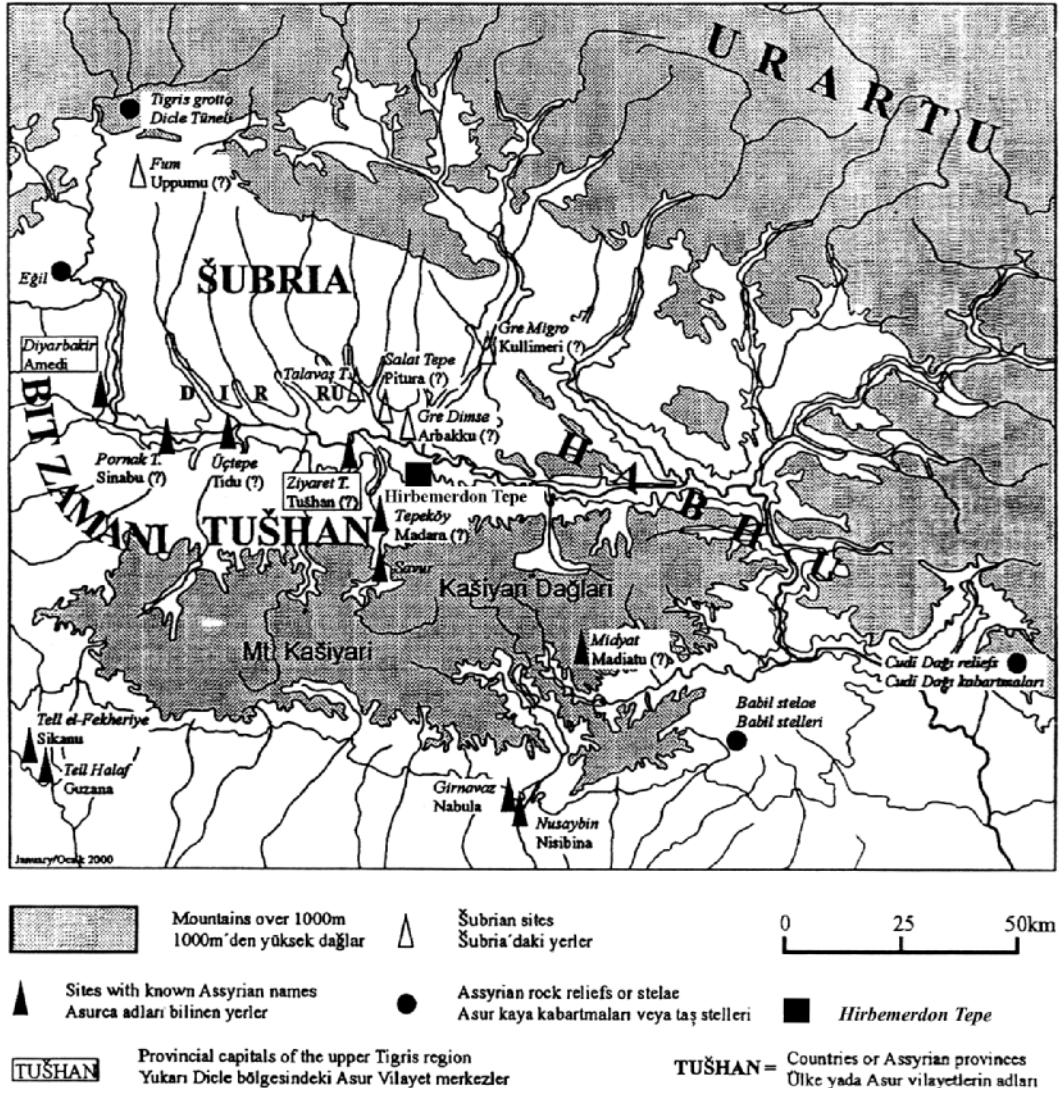 URARTU
Tigris grotto
Dicle Tüneli
Fum
Uppumu (?)
Eğil
ŠUBRIA
Gre Migro
Kullimeri (?)
Diyarbakir
Amedi
Talavaş T.
Salat Tepe
Pitura (?)
DIRRU
Gre Dimse
Arbakku (?)
BIT ZAMANI
HABHI
Pornak T.
Sinabu (?)
Üçtepe
Tidu (?)
Ziyaret T.
Tušhan (?)
Hirbemerdon Tepe
TUŠHAN
Tepeköy
Madara (?)
Savur
Kašiyari Dağlari
Mt. Kašiyari
Midyat
Madiatu (?)
Cudi Dağı reliefs
Cudi Dağı kabartmaları
Babil stelae
Babil stelleri
Tell el-Fekheriye
Sikanu
Tell Halaf
Guzana
Girnavaz
Nabula
Nusaybin
Nisibina
January/Ocak 2000
Mountains over 1000m
1000m´den yüksek dağlar
Šubrian sites
Šubria´daki yerler
0 25 50km
Sites with known Assyrian names
Asurca adları bilinen yerler
Assyrian rock reliefs or stelae
Asur kaya kabartmaları veya taş stelleri
Hirbemerdon Tepe
TUŠHAN
Provincial capitals of the upper Tigris region
Yukarı Dicle bölgesindeki Asur Vilayet merkezler
TUŠHAN =
Countries or Assyrian provinces
Ülke yada Asur vilayetlerin adları